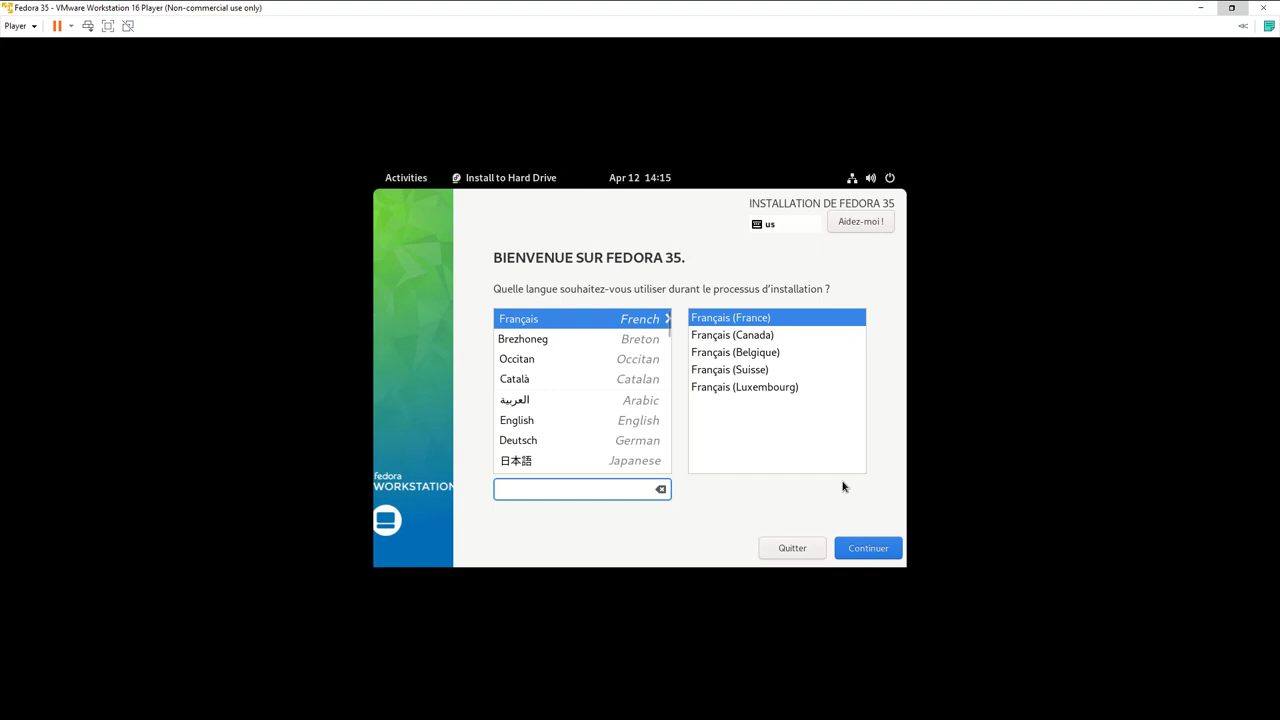 Fedora 35 - VMware Workstation 16 Player (Non-commercial use only)
Player
Activities Install to Hard Drive Apr 12 14:15
INSTALLATION DE FEDORA 35
us Aidez-moi !
BIENVENUE SUR FEDORA 35.
Quelle langue souhaitez-vous utiliser durant le processus d'installation ?
Français French
Brezhoneg Breton
Occitan Occitan
Català Catalan
العربية Arabic
English English
Deutsch German
日本語 Japanese
Français (France)
Français (Canada)
Français (Belgique)
Français (Suisse)
Français (Luxembourg)
fedora
WORKSTATION
Quitter Continuer